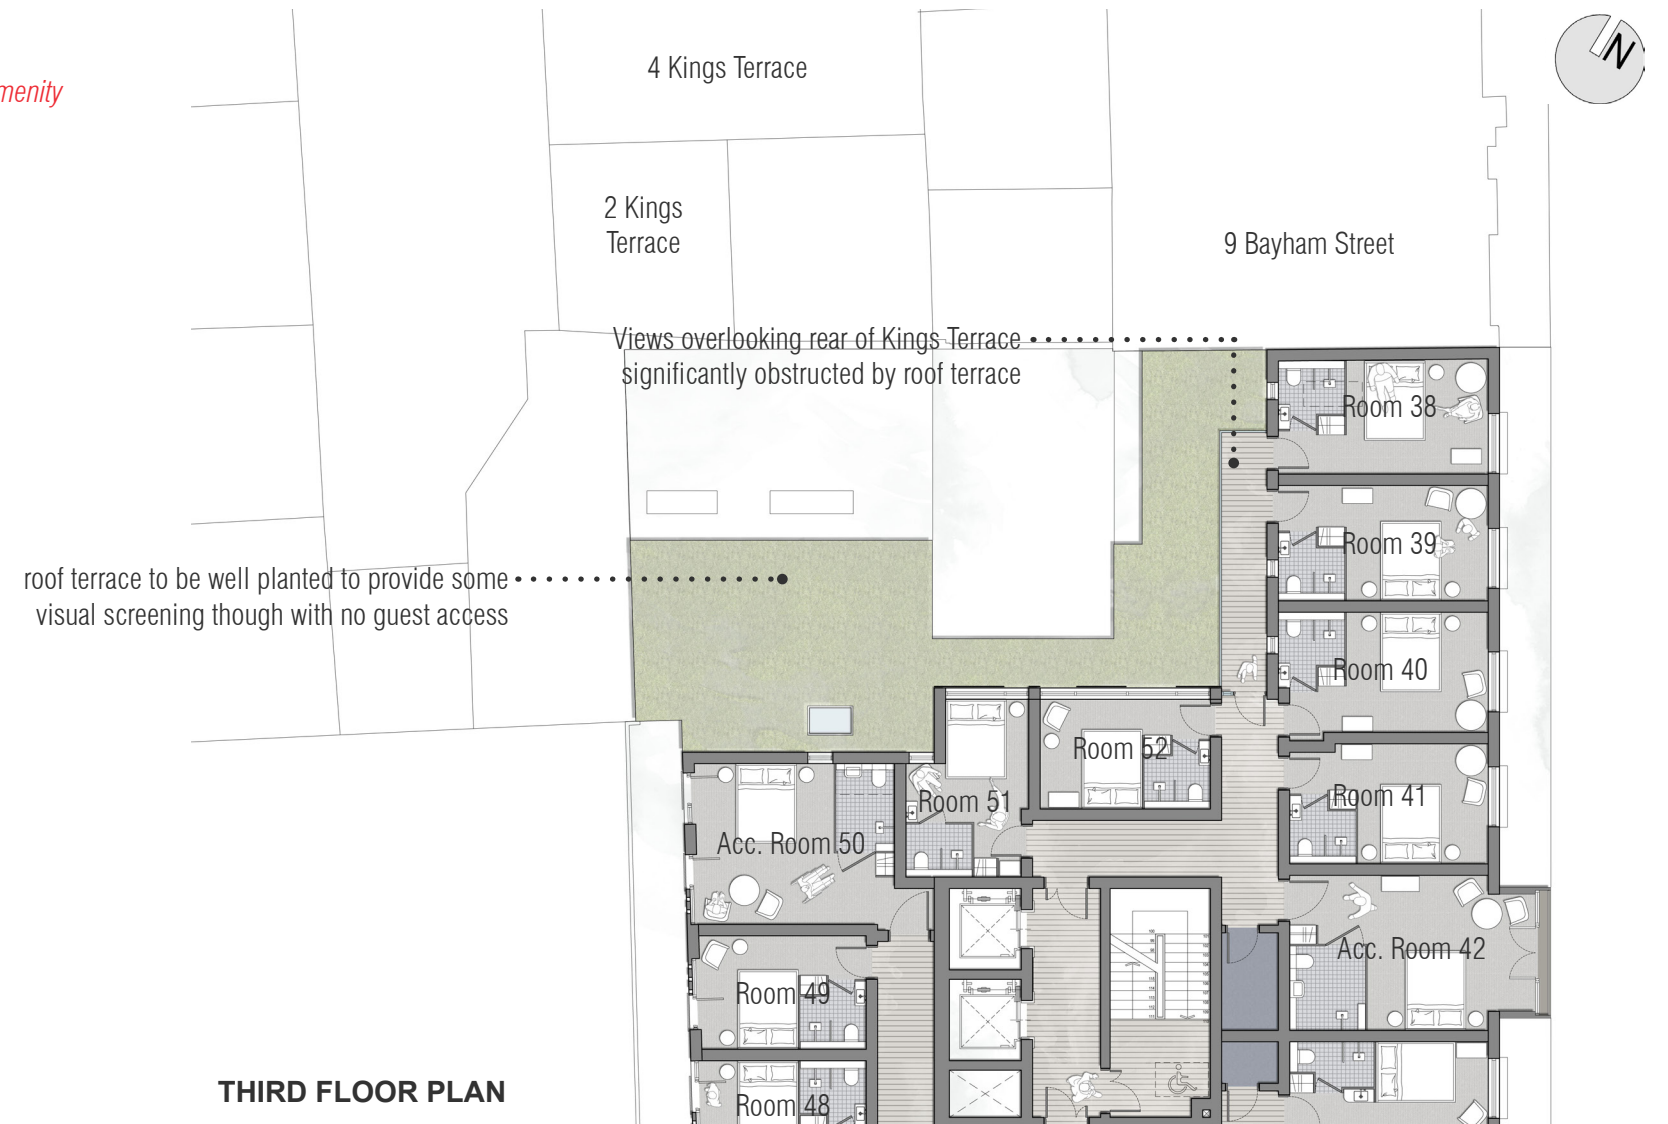 N
4 Kings Terrace
menity
2 Kings
Terrace
9 Bayham Street
Views overlooking rear of Kings Terrace
significantly obstructed by roof terrace
Room 38
Room 39
roof terrace to be well planted to provide some
visual screening though with no guest access
Room 40
Room 52
Room 41
Room 51
Acc. Room 50
Acc. Room 42
Room 49
THIRD FLOOR PLAN
Room 48